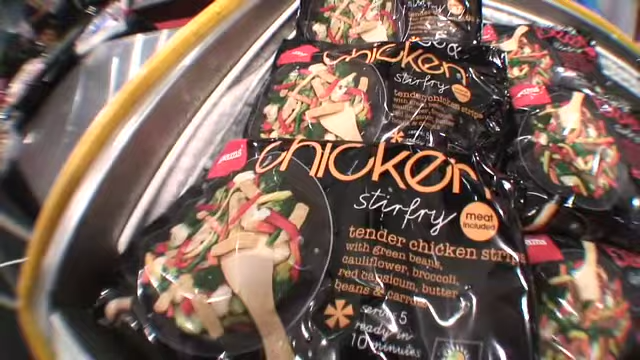 chicken
stirfry
tender chicken strips
chicken
stirfry
meat
included
tender chicken strips
with green beans,
cauliflower, broccoli,
red capsicum, butter
beans & carrot
serves 5
ready in
10 minutes